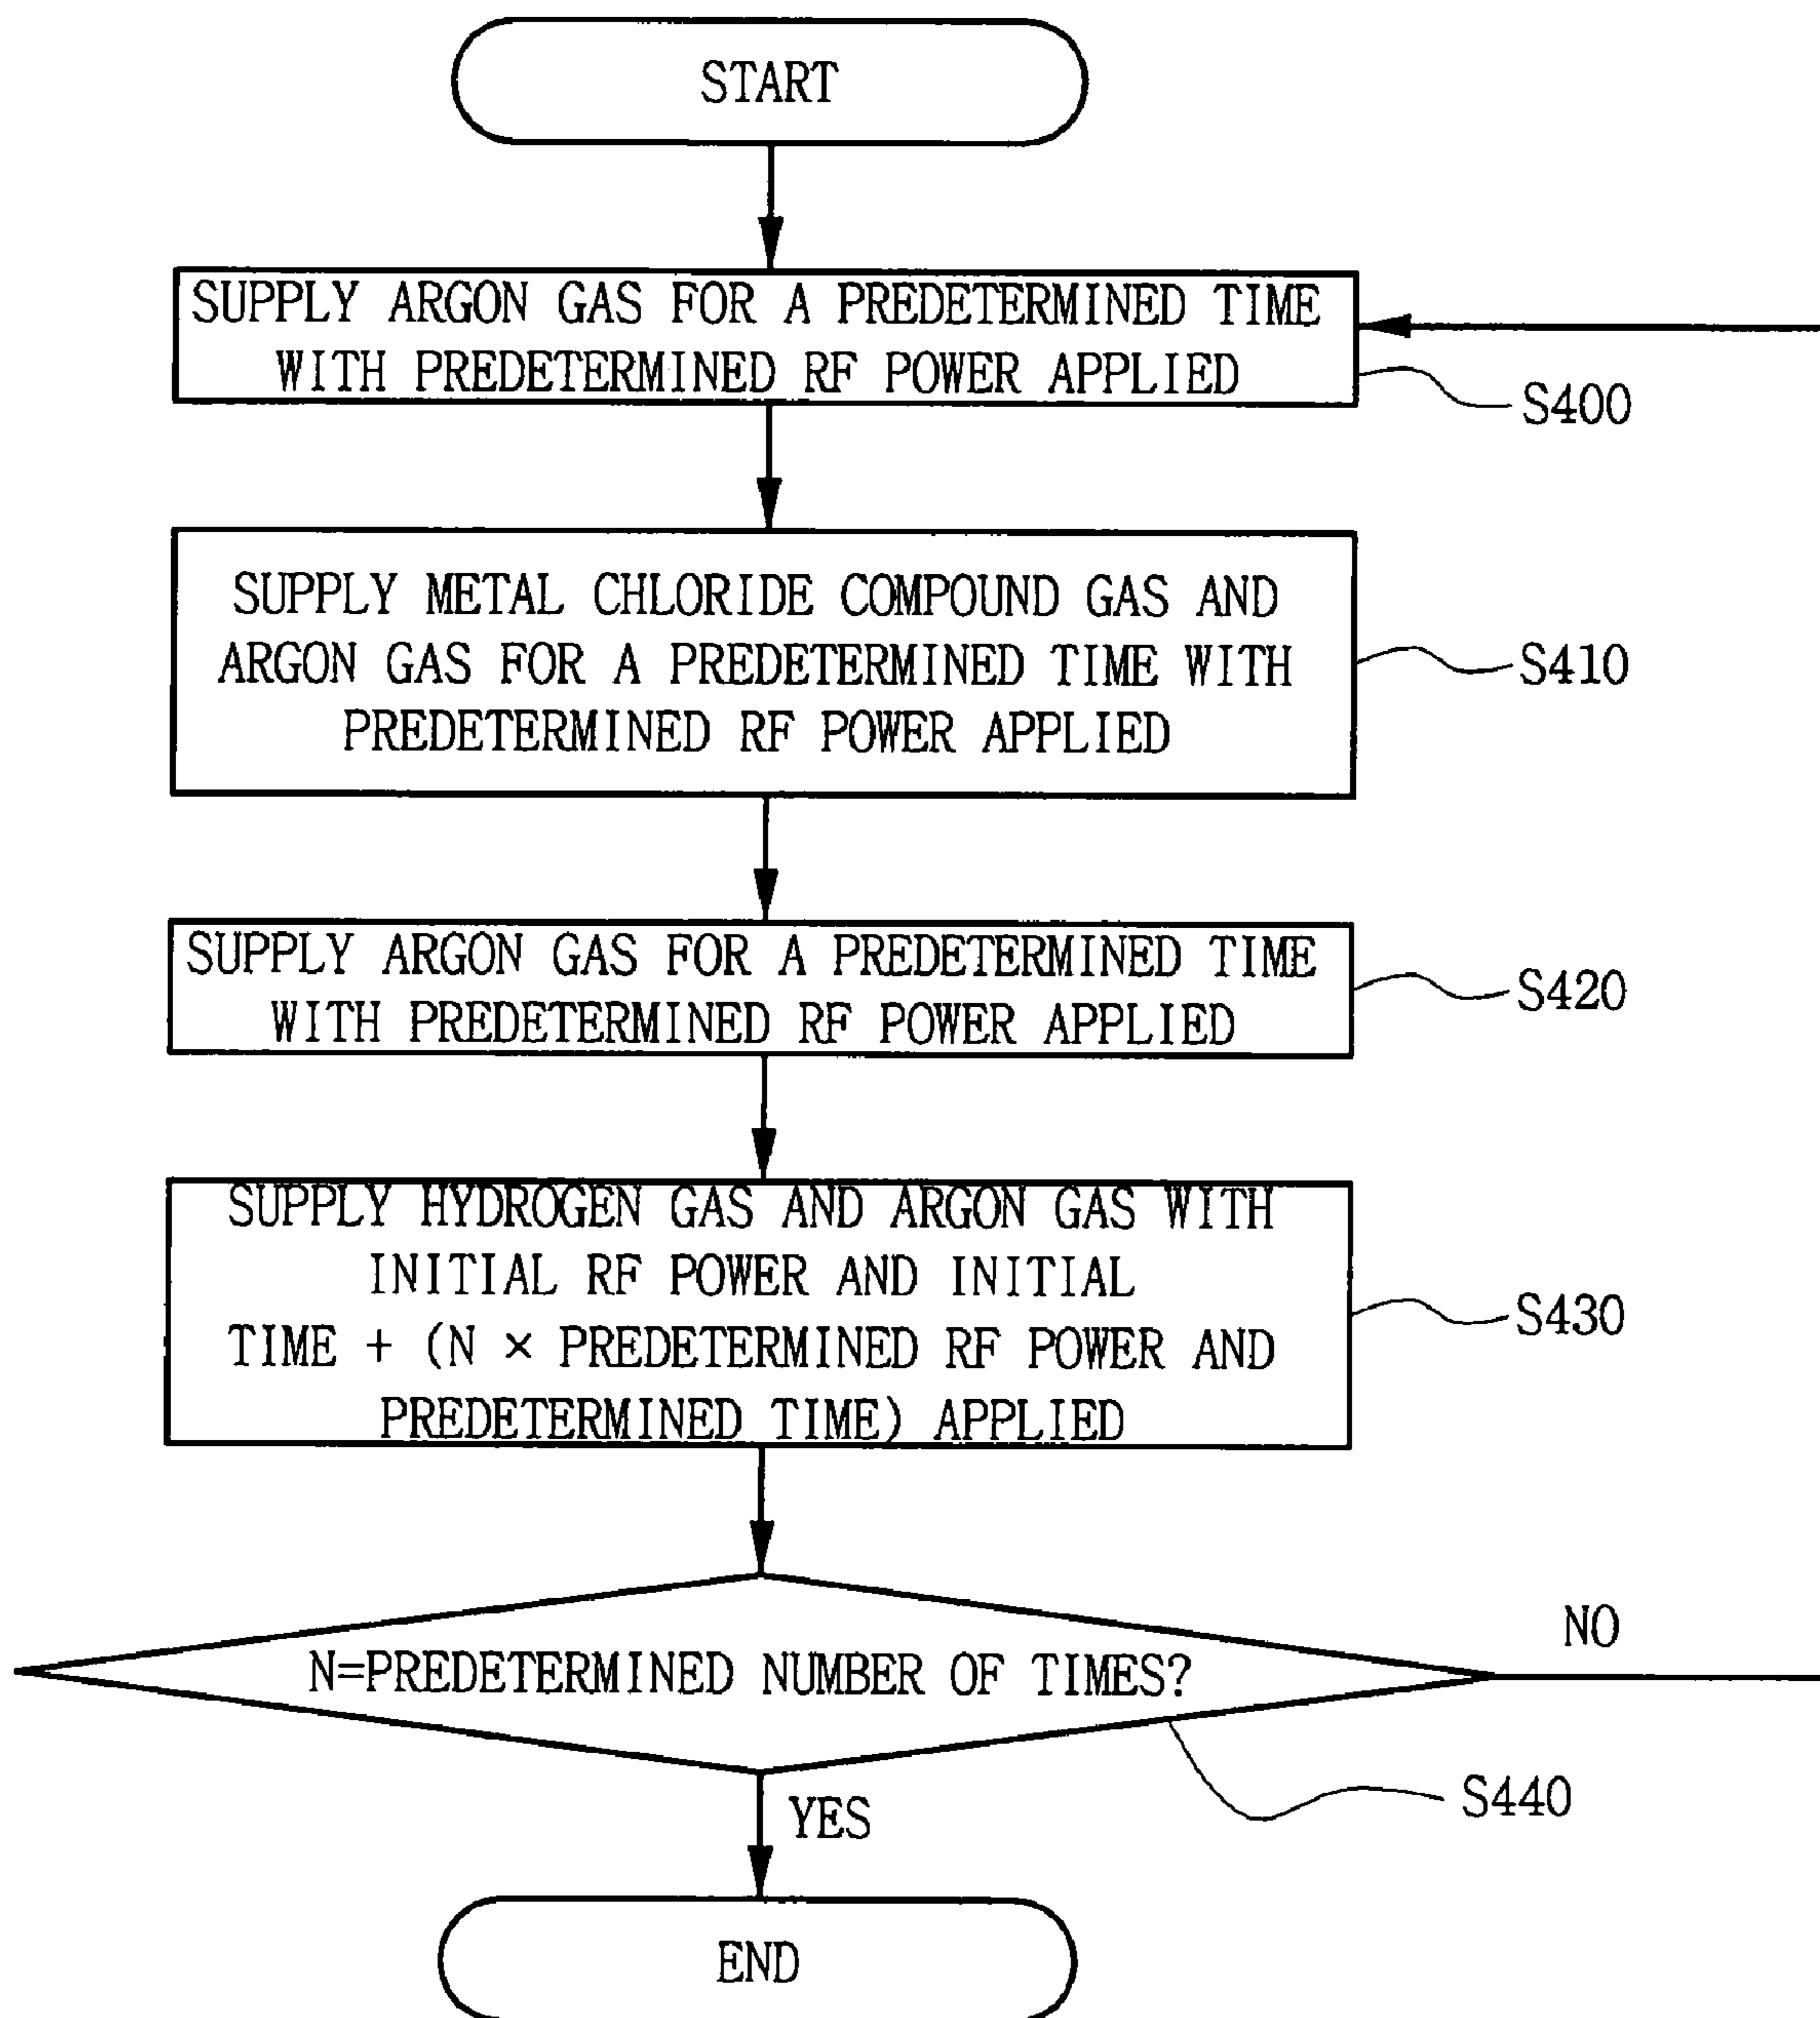 START
SUPPLY ARGON GAS FOR A PREDETERMINED TIME
WITH PREDETERMINED RF POWER APPLIED
S400
SUPPLY METAL CHLORIDE COMPOUND GAS AND
ARGON GAS FOR A PREDETERMINED TIME WITH
PREDETERMINED RF POWER APPLIED
S410
SUPPLY ARGON GAS FOR A PREDETERMINED TIME
WITH PREDETERMINED RF POWER APPLIED
S420
SUPPLY HYDROGEN GAS AND ARGON GAS WITH
INITIAL RF POWER AND INITIAL
TIME + (N × PREDETERMINED RF POWER AND
PREDETERMINED TIME) APPLIED
S430
N=PREDETERMINED NUMBER OF TIMES?
NO
S440
YES
END